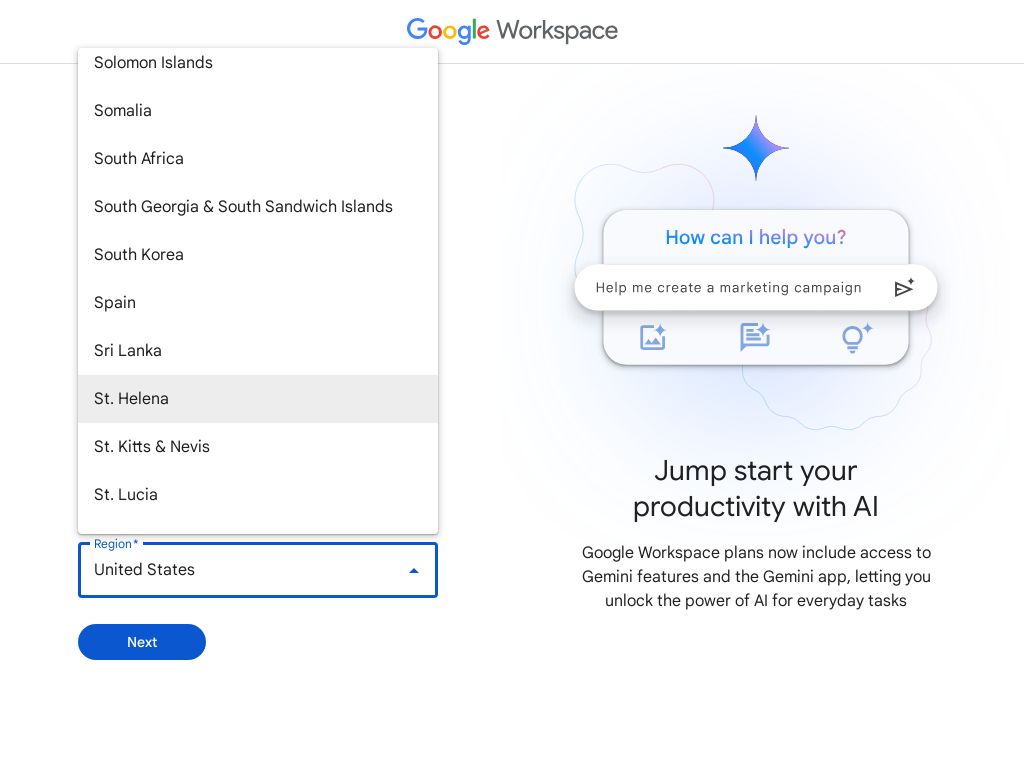 Google Workspace
Solomon Islands
Somalia
South Africa
South Georgia & South Sandwich Islands
South Korea
Spain
Sri Lanka
St. Helena
St. Kitts & Nevis
St. Lucia
Region*
United States
Next
How can I help you?
Help me create a marketing campaign
Jump start your
productivity with AI
Google Workspace plans now include access to
Gemini features and the Gemini app, letting you
unlock the power of AI for everyday tasks